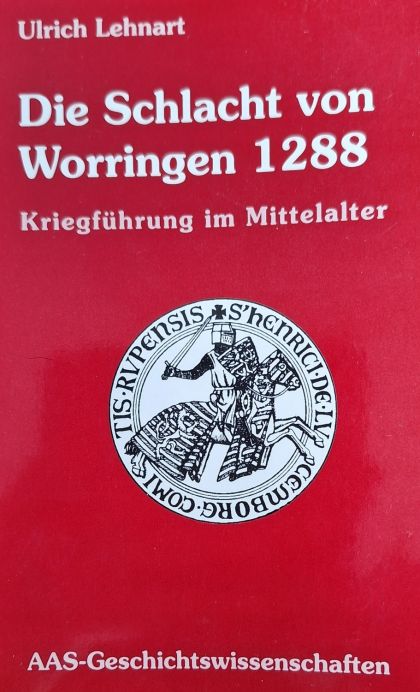 Ulrich Lehnart
Die Schlacht von
Worringen 1288
Kriegführung im Mittelalter
✠ S'HENRICI·DE·LVCEMBORG·COMITIS·RVPENSIS
AAS-Geschichtswissenschaften